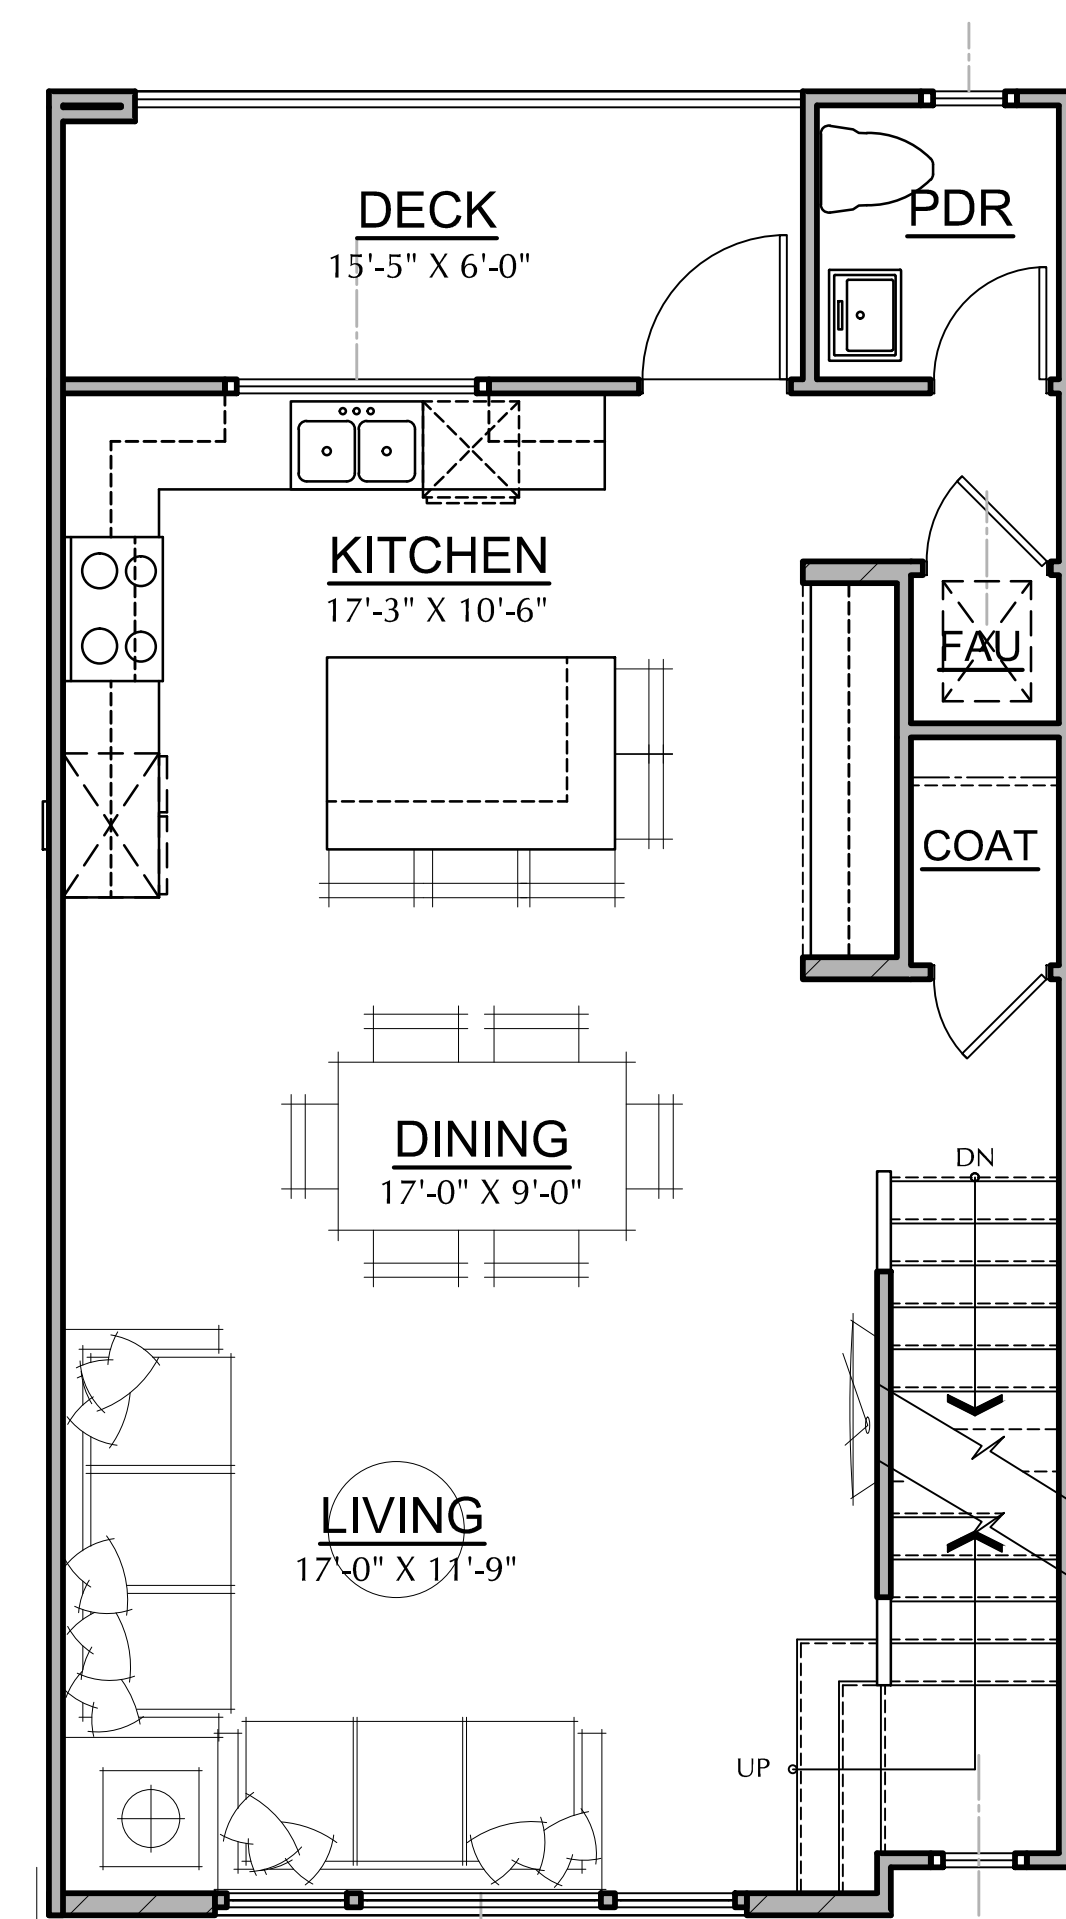 DECK
15'-5" X 6'-0"
PDR
KITCHEN
17'-3" X 10'-6"
FAU
COAT
DINING
17'-0" X 9'-0"
DN
LIVING
17'-0" X 11'-9"
UP